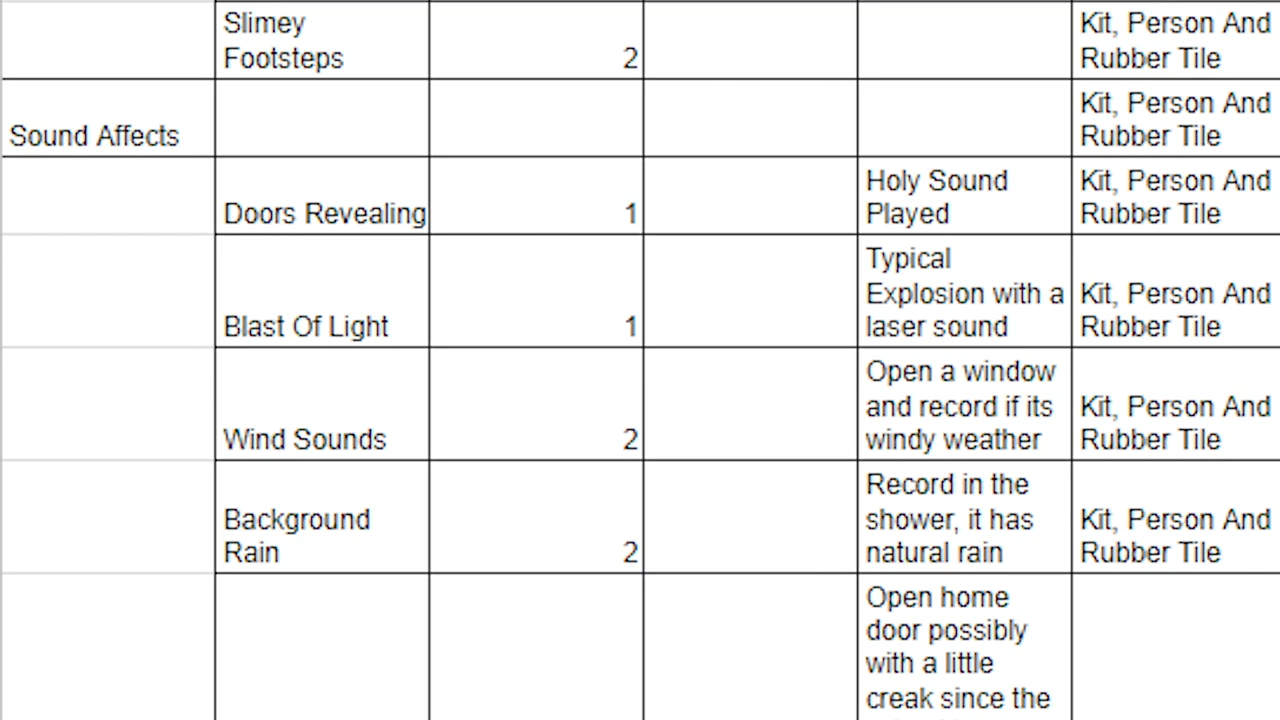 Slimey
Footsteps
2
Kit, Person And
Rubber Tile
Sound Affects
Kit, Person And
Rubber Tile
Doors Revealing
1
Holy Sound
Played
Kit, Person And
Rubber Tile
Blast Of Light
1
Typical
Explosion with a
laser sound
Kit, Person And
Rubber Tile
Wind Sounds
2
Open a window
and record if its
windy weather
Kit, Person And
Rubber Tile
Background
Rain
2
Record in the
shower, it has
natural rain
Kit, Person And
Rubber Tile
Open home
door possibly
with a little
creak since the